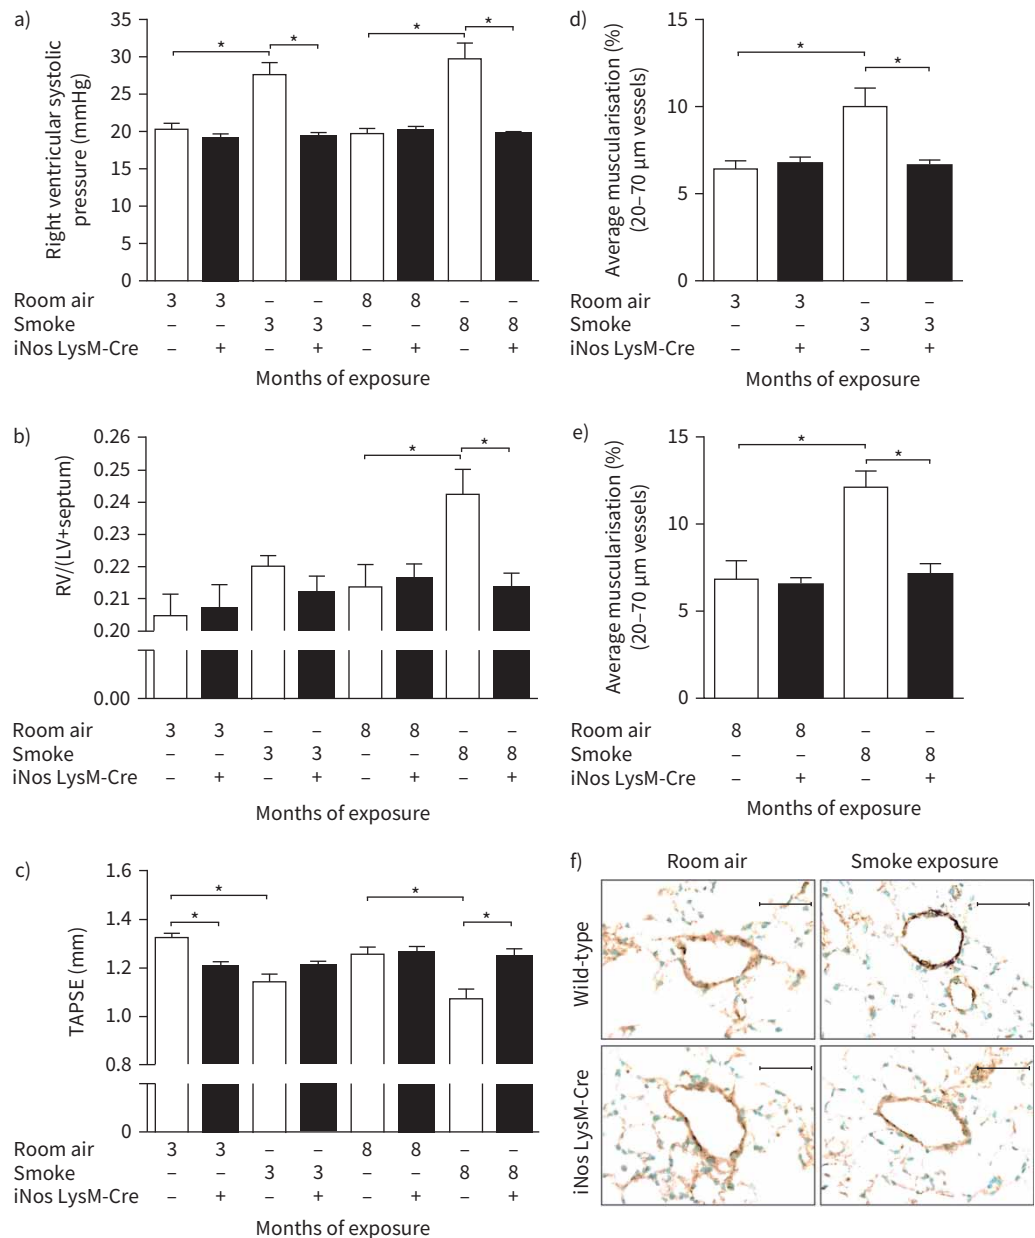 a)
Right ventricular systolic
pressure (mmHg)
35
30
25
20
15
10
5
0
* * * *
Room air 3 3 – – 8 8 – –
Smoke – – 3 3 – – 8 8
iNos LysM-Cre – + – + – + – +
Months of exposure
b)
RV/(LV+septum)
0.26
0.25
0.26
0.22
0.21
0.20
0.00
* *
Room air 3 3 – – 8 8 – –
Smoke – – 3 3 – – 8 8
iNos LysM-Cre – + – + – + – +
Months of exposure
c)
TAPSE (mm)
1.6
1.4
1.2
1.0
0.8
0
* * * *
Room air 3 3 – – 8 8 – –
Smoke – – 3 3 – – 8 8
iNos LysM-Cre – + – + – + – +
Months of exposure
d)
Average muscularisation (%)
(20–70 µm vessels)
15
10
5
0
* *
Room air 3 3 – –
Smoke – – 3 3
iNos LysM-Cre – + – +
Months of exposure
e)
Average muscularisation (%)
(20–70 µm vessels)
15
10
5
0
* *
Room air 8 8 – –
Smoke – – 8 8
iNos LysM-Cre – + – +
Months of exposure
f)
Room air Smoke exposure
Wild-type
iNos LysM-Cre